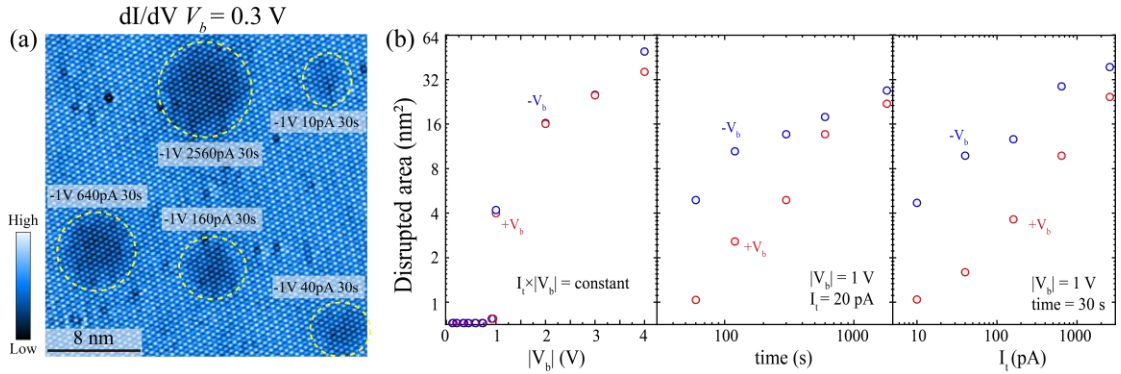 dI/dV V_b = 0.3 V
(a)
-1V 10pA 30s
-1V 2560pA 30s
-1V 640pA 30s
-1V 160pA 30s
-1V 40pA 30s
High
Low
8 nm
(b)
Disrupted area (nm²)
64
32
16
8
4
2
1
-V_b
+V_b
I_t×|V_b| = constant
0 1 2 3 4
|V_b| (V)
-V_b
+V_b
|V_b| = 1 V
I_t = 20 pA
100 1000
time (s)
-V_b
+V_b
|V_b| = 1 V
time = 30 s
10 100 1000
I_t (pA)